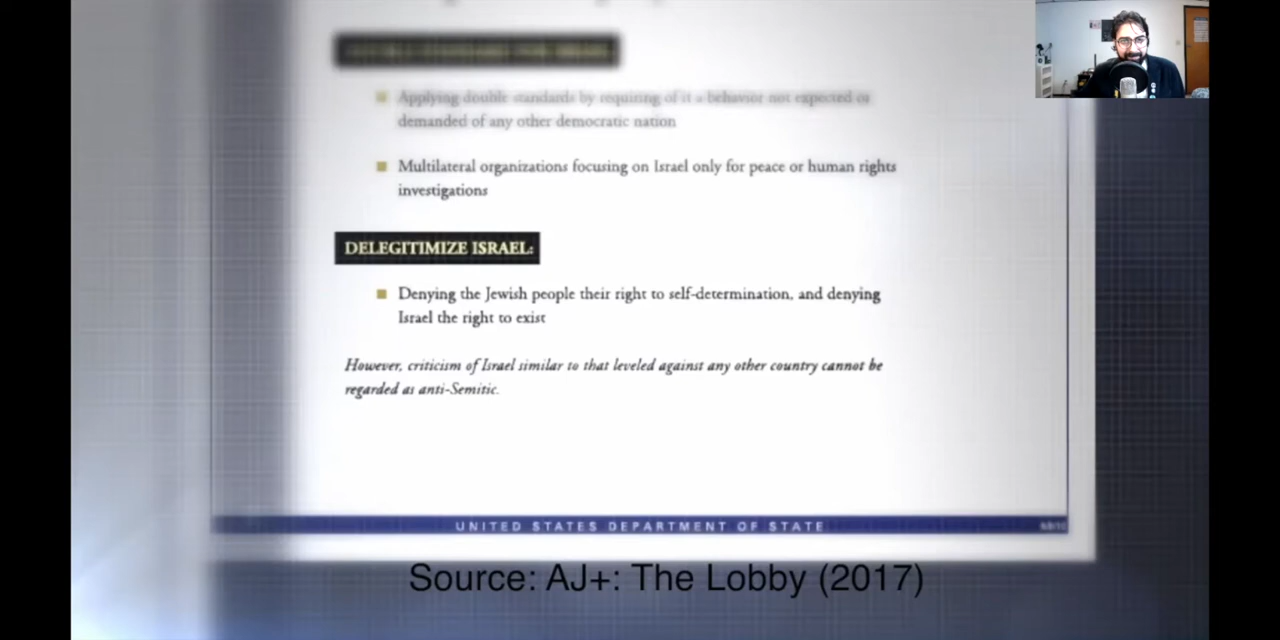 Applying double standards by requiring of it a behavior not expected or
demanded of any other democratic nation
Multilateral organizations focusing on Israel only for peace or human rights
investigations
DELEGITIMIZE ISRAEL:
Denying the Jewish people their right to self-determination, and denying
Israel the right to exist
However, criticism of Israel similar to that leveled against any other country cannot be
regarded as anti-Semitic.
UNITED STATES DEPARTMENT OF STATE
Source: AJ+: The Lobby (2017)